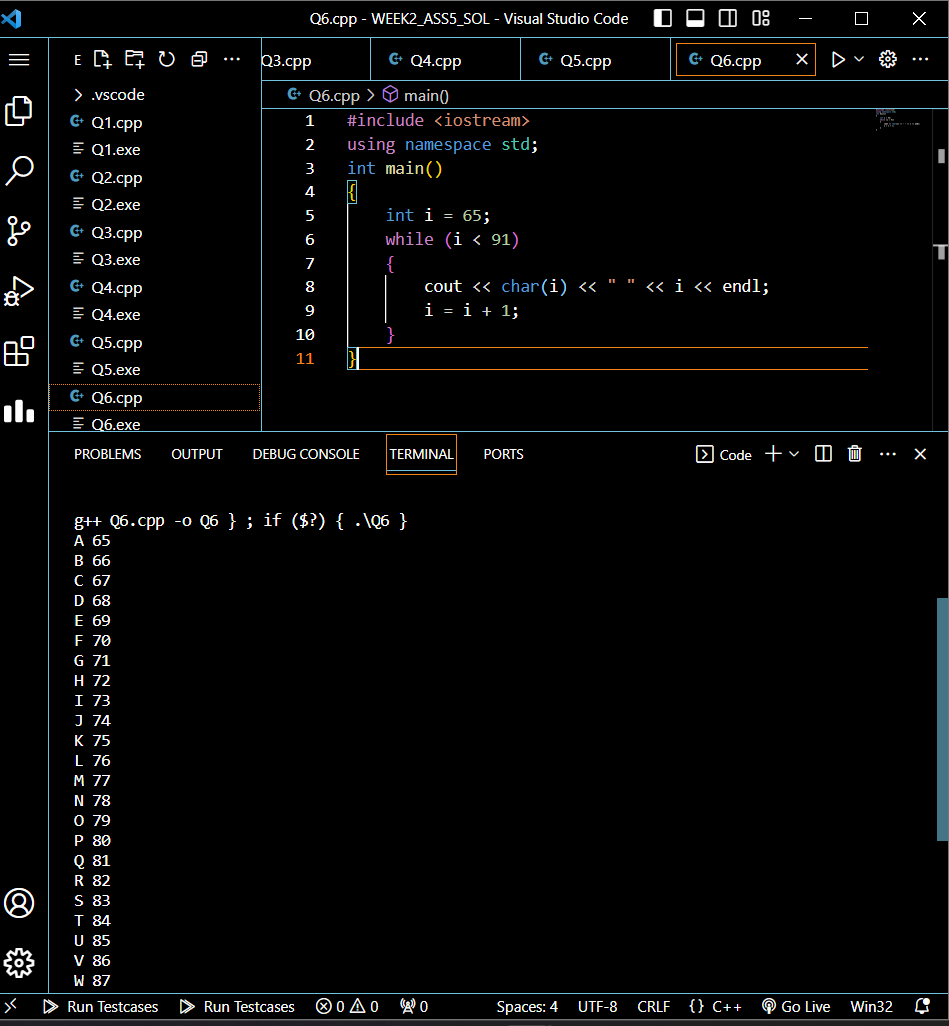 Q6.cpp - WEEK2_ASS5_SOL - Visual Studio Code
E
Q3.cpp Q4.cpp Q5.cpp Q6.cpp
.vscode
Q1.cpp
Q1.exe
Q2.cpp
Q2.exe
Q3.cpp
Q3.exe
Q4.cpp
Q4.exe
Q5.cpp
Q5.exe
Q6.cpp
Q6.exe
Q6.cpp > main()
1 #include <iostream>
2 using namespace std;
3 int main()
4 {
5     int i = 65;
6     while (i < 91)
7     {
8         cout << char(i) << " " << i << endl;
9         i = i + 1;
10     }
11 }
PROBLEMS OUTPUT DEBUG CONSOLE TERMINAL PORTS Code
g++ Q6.cpp -o Q6 } ; if ($?) { .\Q6 }
A 65
B 66
C 67
D 68
E 69
F 70
G 71
H 72
I 73
J 74
K 75
L 76
M 77
N 78
O 79
P 80
Q 81
R 82
S 83
T 84
U 85
V 86
W 87
Run Testcases Run Testcases 0 0 0 Spaces: 4 UTF-8 CRLF {} C++ Go Live Win32